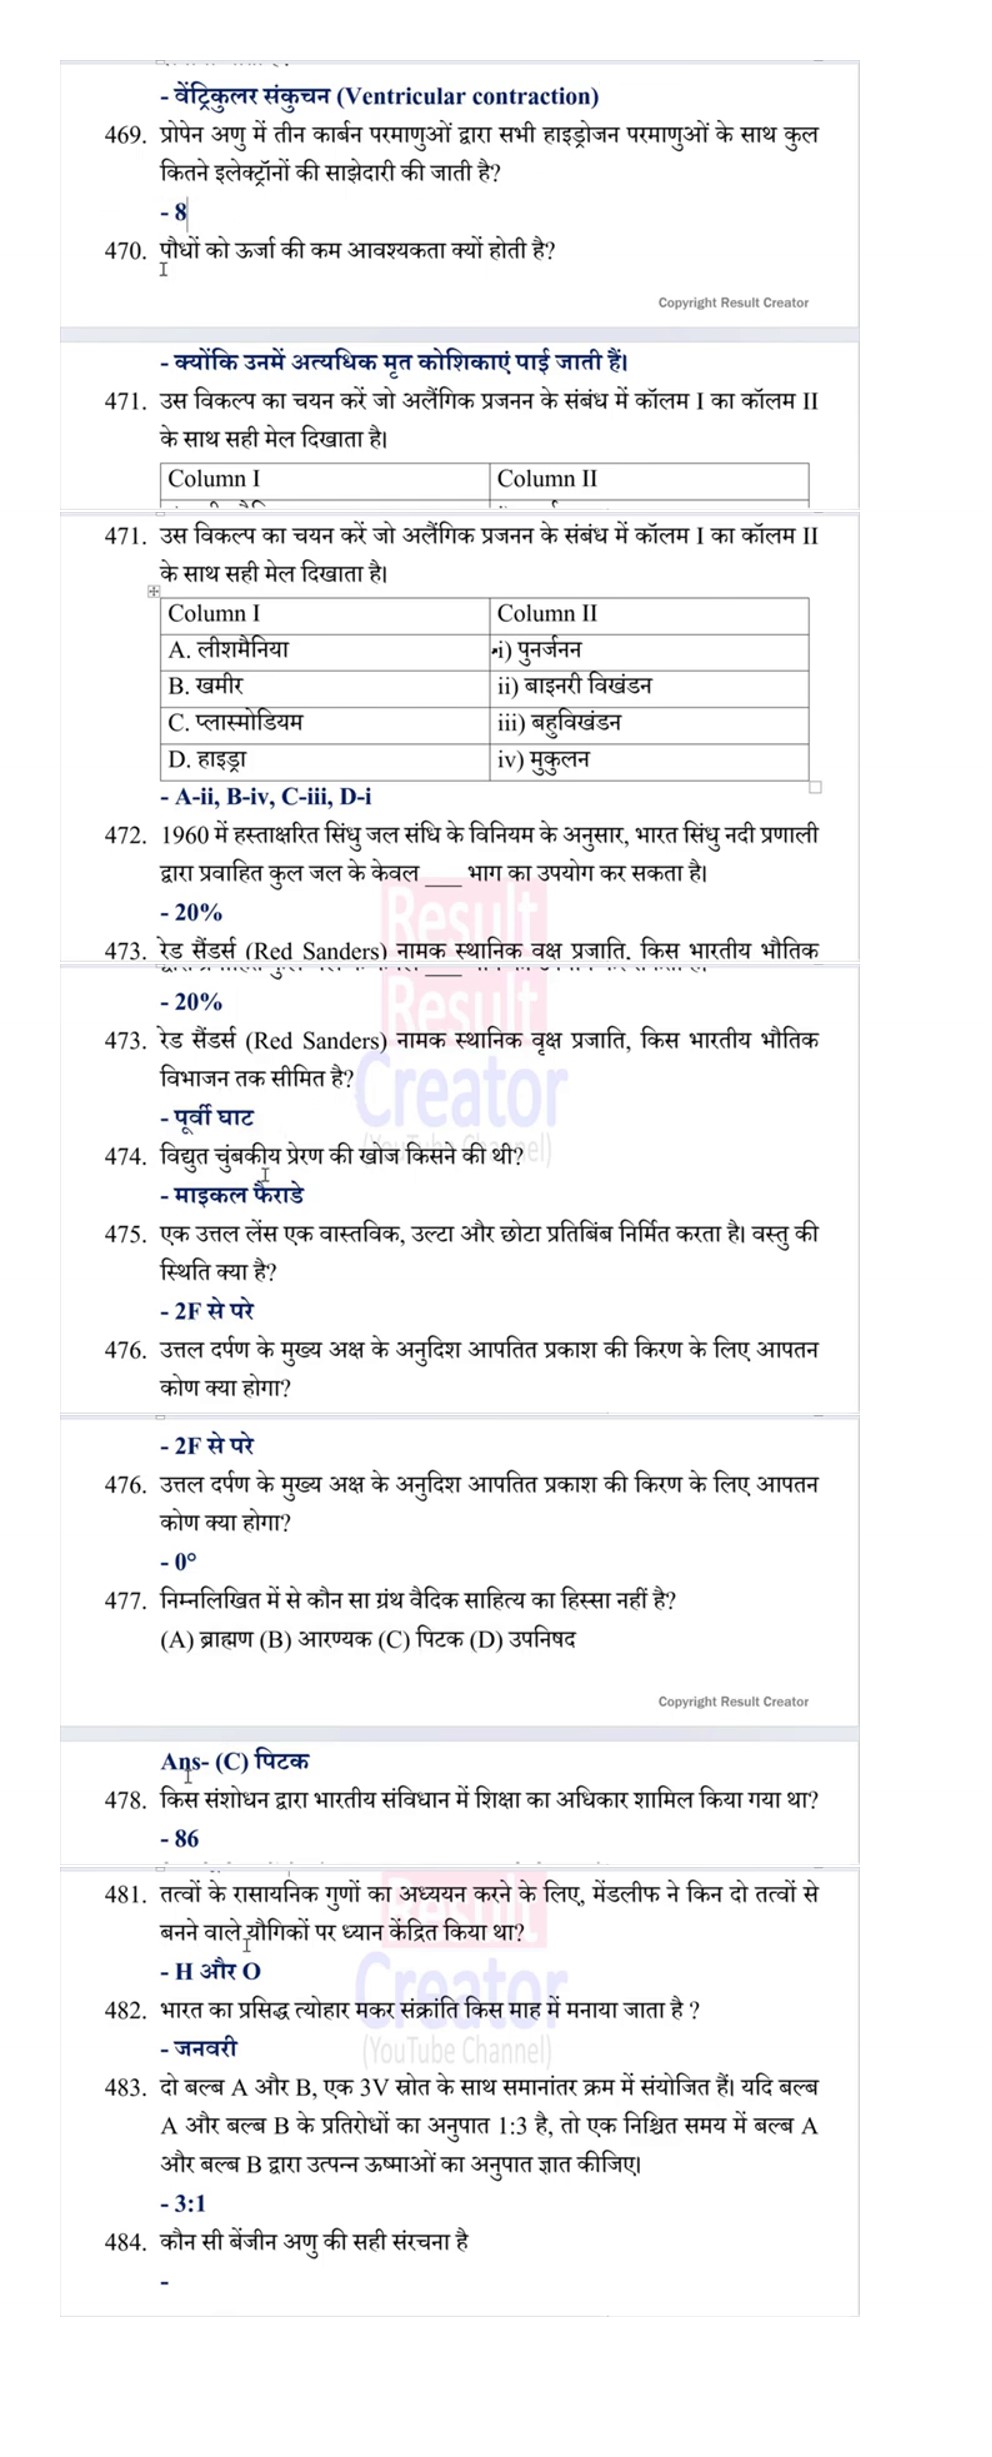 - वेंट्रिकुलर संकुचन (Ventricular contraction)
469. प्रोपेन अणु में तीन कार्बन परमाणुओं द्वारा सभी हाइड्रोजन परमाणुओं के साथ कुल
कितने इलेक्ट्रॉनों की साझेदारी की जाती है?
- 8
470. पौधों को ऊर्जा की कम आवश्यकता क्यों होती है?
Copyright Result Creator
- क्योंकि उनमें अत्यधिक मृत कोशिकाएं पाई जाती हैं।
471. उस विकल्प का चयन करें जो अलैंगिक प्रजनन के संबंध में कॉलम I का कॉलम II
के साथ सही मेल दिखाता है।
Column I Column II
471. उस विकल्प का चयन करें जो अलैंगिक प्रजनन के संबंध में कॉलम I का कॉलम II
के साथ सही मेल दिखाता है।
Column I Column II
A. लीशमैनिया i) पुनर्जनन
B. खमीर ii) बाइनरी विखंडन
C. प्लास्मोडियम iii) बहुविखंडन
D. हाइड्रा iv) मुकुलन
- A-ii, B-iv, C-iii, D-i
472. 1960 में हस्ताक्षरित सिंधु जल संधि के विनियम के अनुसार, भारत सिंधु नदी प्रणाली
द्वारा प्रवाहित कुल जल के केवल ___ भाग का उपयोग कर सकता है।
Result
- 20%
473. रेड सैंडर्स (Red Sanders) नामक स्थानिक वृक्ष प्रजाति, किस भारतीय भौतिक
- 20%
Result
473. रेड सैंडर्स (Red Sanders) नामक स्थानिक वृक्ष प्रजाति, किस भारतीय भौतिक
विभाजन तक सीमित है?
Creator
- पूर्वी घाट
(YouTube Channel)
474. विद्युत चुंबकीय प्रेरण की खोज किसने की थी?
- माइकल फैराडे
475. एक उत्तल लेंस एक वास्तविक, उल्टा और छोटा प्रतिबिंब निर्मित करता है। वस्तु की
स्थिति क्या है?
- 2F से परे
476. उत्तल दर्पण के मुख्य अक्ष के अनुदिश आपतित प्रकाश की किरण के लिए आपतन
कोण क्या होगा?
- 2F से परे
476. उत्तल दर्पण के मुख्य अक्ष के अनुदिश आपतित प्रकाश की किरण के लिए आपतन
कोण क्या होगा?
- 0°
477. निम्नलिखित में से कौन सा ग्रंथ वैदिक साहित्य का हिस्सा नहीं है?
(A) ब्राह्मण (B) आरण्यक (C) पिटक (D) उपनिषद
Copyright Result Creator
Ans- (C) पिटक
478. किस संशोधन द्वारा भारतीय संविधान में शिक्षा का अधिकार शामिल किया गया था?
- 86
481. तत्वों के रासायनिक गुणों का अध्ययन करने के लिए, मेंडलीफ ने किन दो तत्वों से
Result
बनने वाले यौगिकों पर ध्यान केंद्रित किया था?
- H और O
Creator
482. भारत का प्रसिद्ध त्योहार मकर संक्रांति किस माह में मनाया जाता है ?
- जनवरी
(YouTube Channel)
483. दो बल्ब A और B, एक 3V स्रोत के साथ समानांतर क्रम में संयोजित हैं। यदि बल्ब
A और बल्ब B के प्रतिरोधों का अनुपात 1:3 है, तो एक निश्चित समय में बल्ब A
और बल्ब B द्वारा उत्पन्न ऊष्माओं का अनुपात ज्ञात कीजिए।
- 3:1
484. कौन सी बेंजीन अणु की सही संरचना है
-